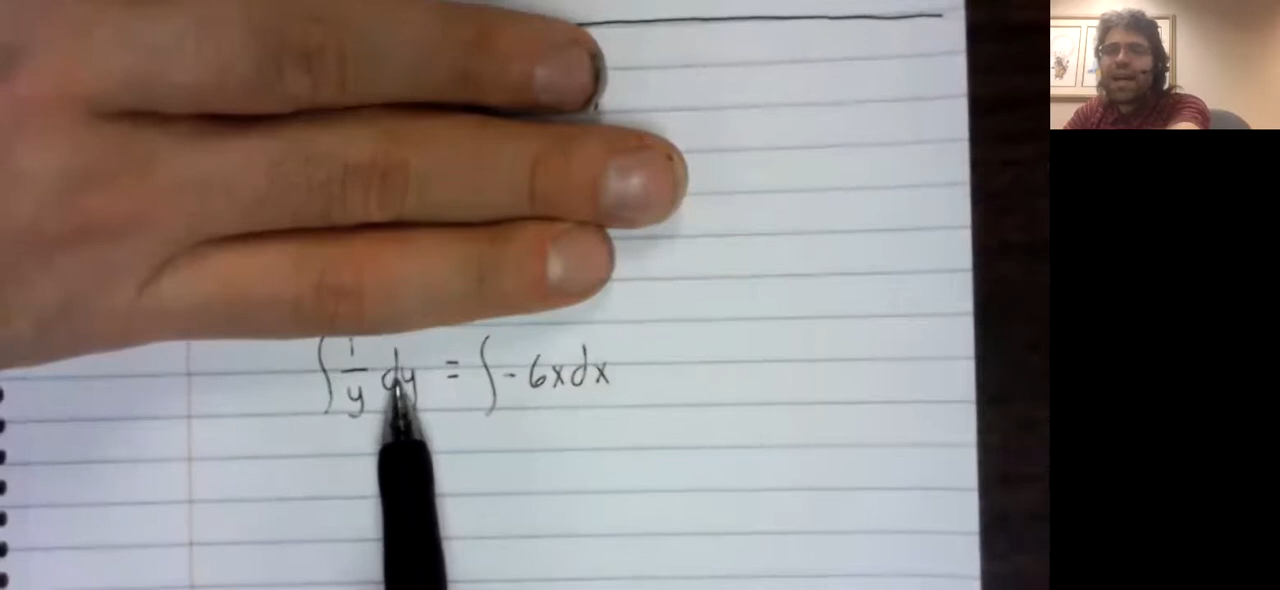 ∫ 1/y dy = ∫ - 6x dx